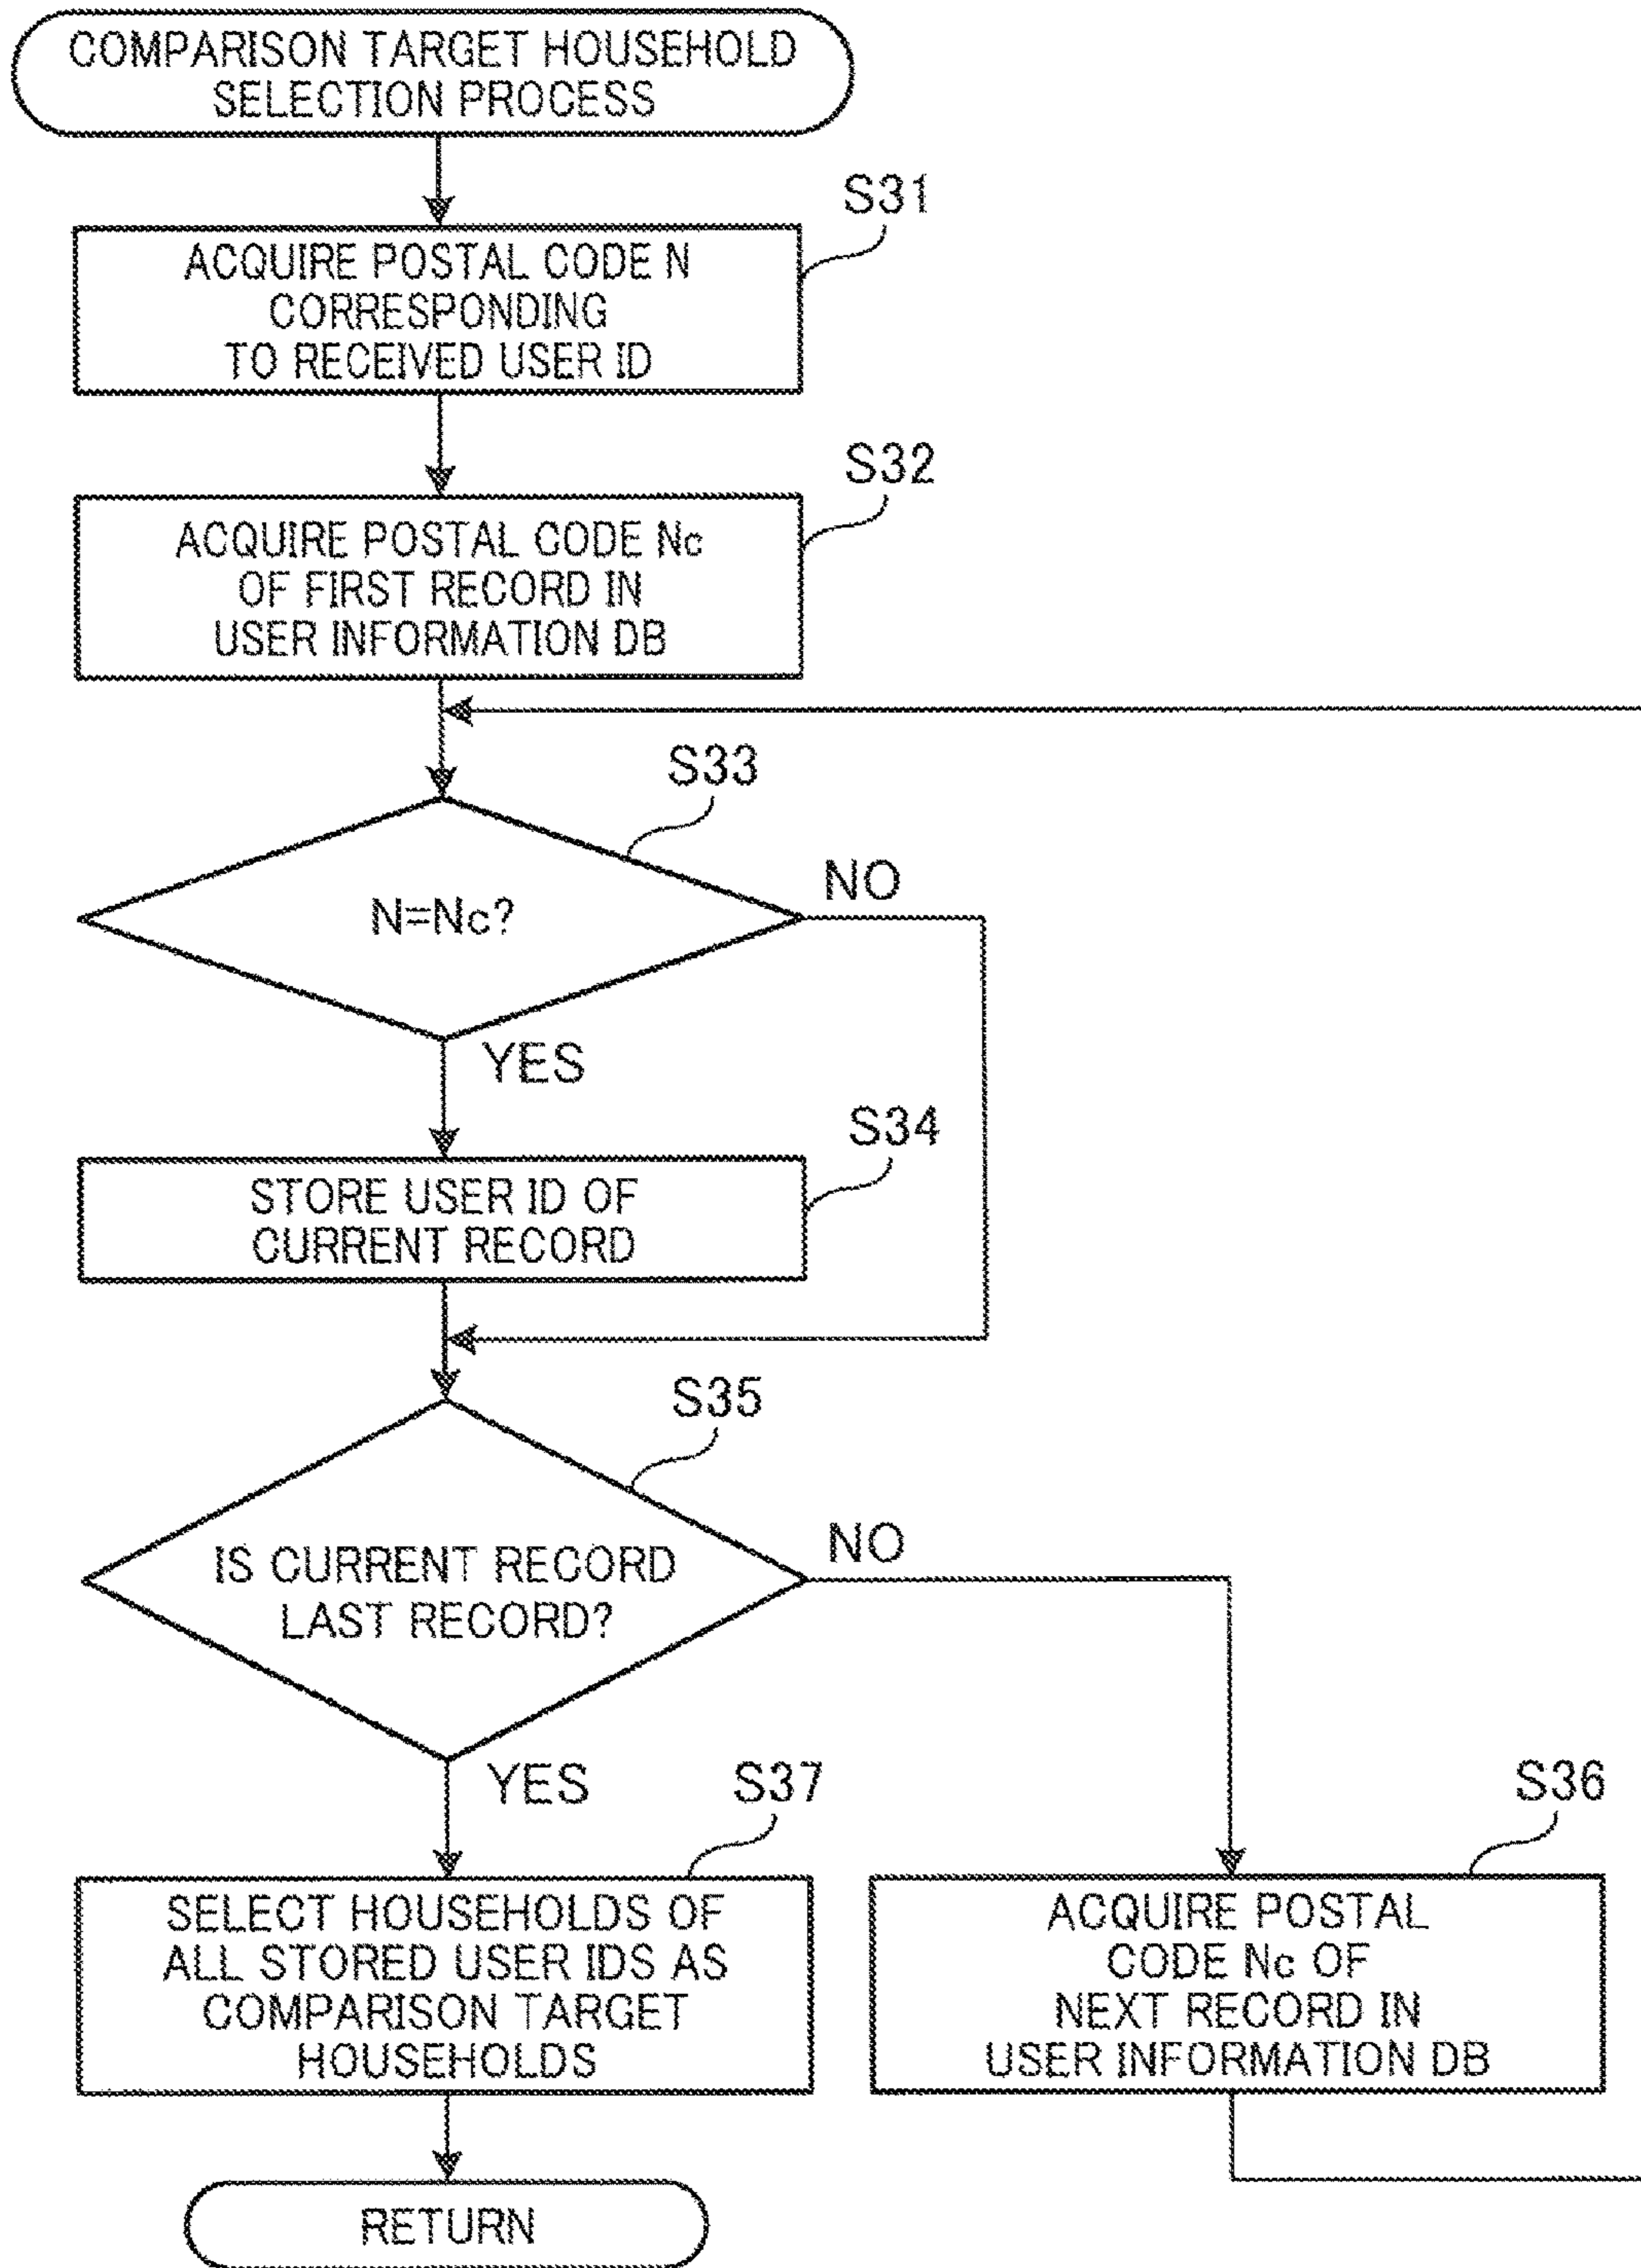 COMPARISON TARGET HOUSEHOLD
SELECTION PROCESS
S31
ACQUIRE POSTAL CODE N
CORRESPONDING
TO RECEIVED USER ID
S32
ACQUIRE POSTAL CODE Nc
OF FIRST RECORD IN
USER INFORMATION DB
S33
N=Nc?
NO
YES
S34
STORE USER ID OF
CURRENT RECORD
S35
IS CURRENT RECORD
LAST RECORD?
NO
YES
S37
SELECT HOUSEHOLDS OF
ALL STORED USER IDS AS
COMPARISON TARGET
HOUSEHOLDS
S36
ACQUIRE POSTAL
CODE Nc OF
NEXT RECORD IN
USER INFORMATION DB
RETURN